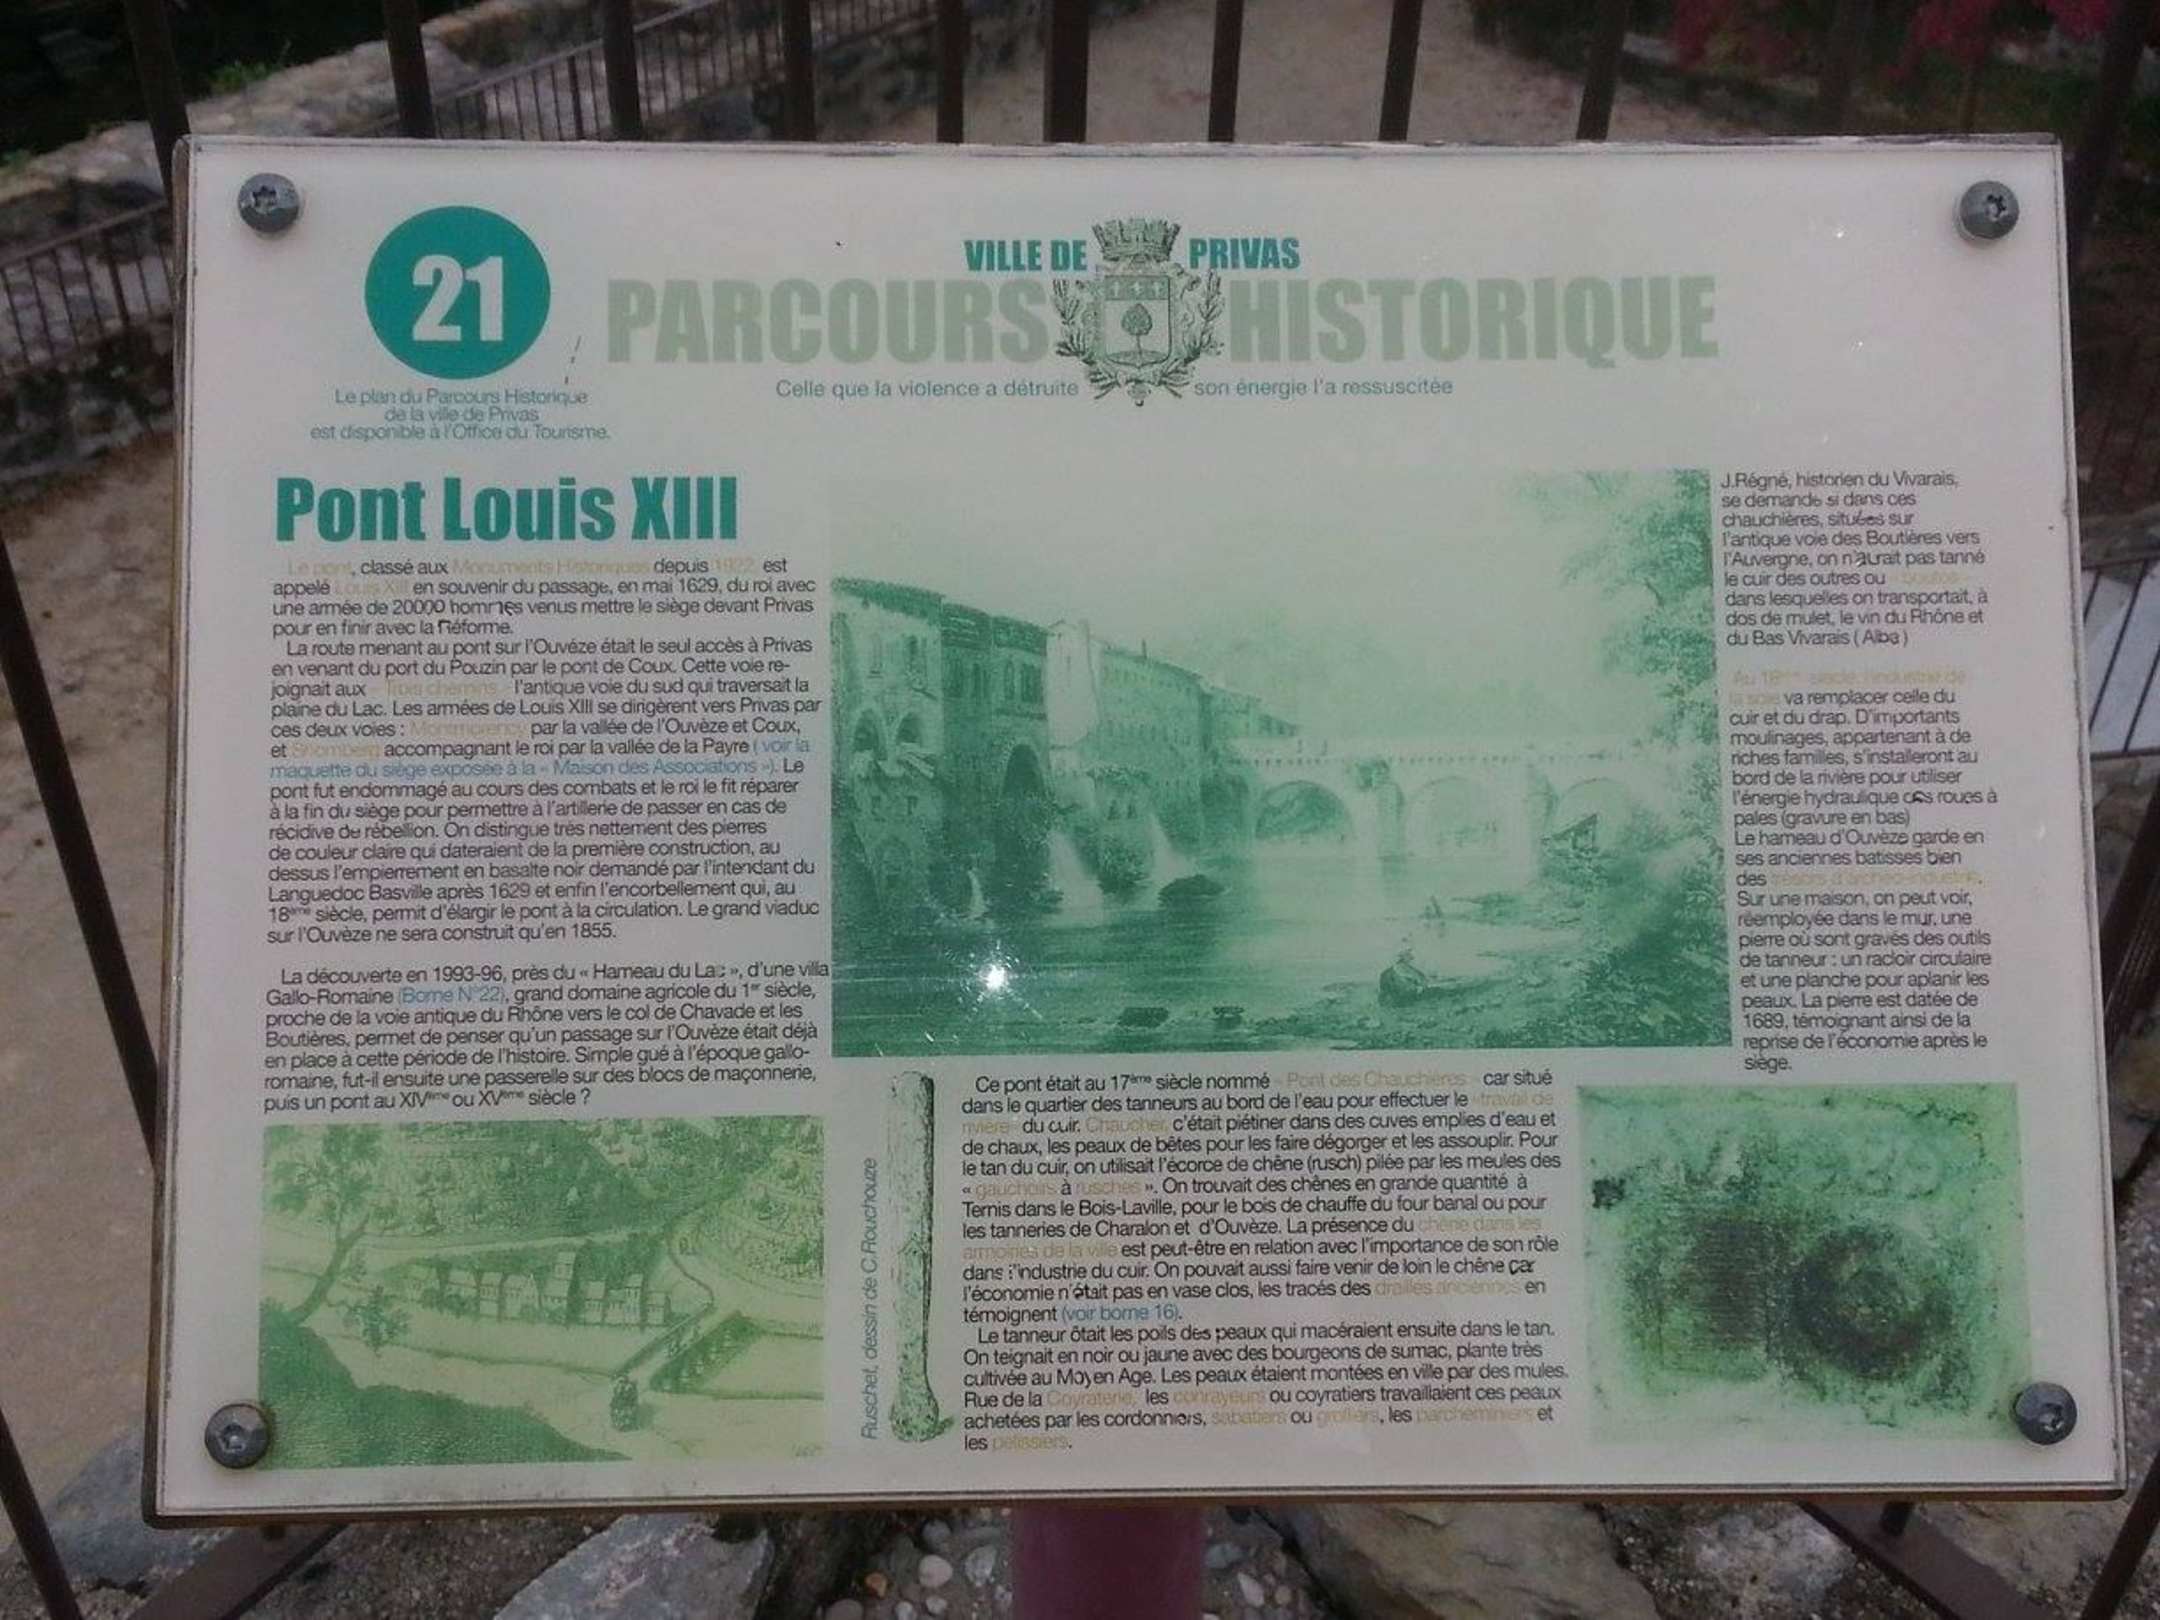 21
Le plan du Parcours Historique
de la ville de Privas
est disponible à l'Office du Tourisme.
VILLE DE PRIVAS
PARCOURS HISTORIQUE
Celle que la violence a détruite son énergie l'a ressuscitée
Pont Louis XIII
Le pont, classé aux Monuments Historiques depuis 1922, est
appelé Louis XIII en souvenir du passage, en mai 1629, du roi avec
une armée de 20000 hommes venus mettre le siège devant Privas
pour en finir avec la Réforme.
La route menant au pont sur l'Ouvéze était le seul accès à Privas
en venant du port du Pouzin par le pont de Coux. Cette voie re-
joignait aux « Trois chemins » l'antique voie du sud qui traversait la
plaine du Lac. Les armées de Louis XIII se dirigèrent vers Privas par
ces deux voies : Montmorency par la vallée de l'Ouvèze et Coux,
et Schomberg accompagnant le roi par la vallée de la Payre ( voir la
maquette du siège exposée à la « Maison des Associations »). Le
pont fut endommagé au cours des combats et le roi le fit réparer
à la fin du siège pour permettre à l'artillerie de passer en cas de
récidive de rébellion. On distingue très nettement des pierres
de couleur claire qui dateraient de la première construction, au
dessus l'empierrement en basalte noir demandé par l'intendant du
Languedoc Basville après 1629 et enfin l'encorbellement qui, au
18ème siècle, permit d'élargir le pont à la circulation. Le grand viaduc
sur l'Ouvèze ne sera construit qu'en 1855.
La découverte en 1993-96, près du « Hameau du Lac », d'une villa
Gallo-Romaine (Borne N°22), grand domaine agricole du 1er siècle,
proche de la voie antique du Rhône vers le col de Chavade et les
Boutières, permet de penser qu'un passage sur l'Ouvèze était déjà
en place à cette période de l'histoire. Simple gué à l'époque gallo-
romaine, fut-il ensuite une passerelle sur des blocs de maçonnerie,
puis un pont au XIVème ou XVème siècle ?
Ruschet, dessin de C.Rouchouze
Ce pont était au 17ème siècle nommé « Pont des Chauchières » car situé
dans le quartier des tanneurs au bord de l'eau pour effectuer le «travail de
rivière» du cuir. Chaucher, c'était piétiner dans des cuves emplies d'eau et
de chaux, les peaux de bêtes pour les faire dégorger et les assouplir. Pour
le tan du cuir, on utilisait l'écorce de chêne (rusch) pilée par les meules des
« gauchoirs à rusches ». On trouvait des chênes en grande quantité à
Ternis dans le Bois-Laville, pour le bois de chauffe du four banal ou pour
les tanneries de Charalon et d'Ouvèze. La présence du chêne dans les
armoiries de la ville est peut-être en relation avec l'importance de son rôle
dans l'industrie du cuir. On pouvait aussi faire venir de loin le chêne car
l'économie n'était pas en vase clos, les tracés des drailles anciennes en
témoignent (voir borne 16).
Le tanneur ôtait les poils des peaux qui macéraient ensuite dans le tan.
On teignait en noir ou jaune avec des bourgeons de sumac, plante très
cultivée au Moyen Age. Les peaux étaient montées en ville par des mules.
Rue de la Coyraterie, les conrayeurs ou coyratiers travaillaient ces peaux
achetées par les cordonniers, sabatiers ou groliers, les parcheminiers et
les pelissiers.
J.Régné, historien du Vivarais,
se demande si dans ces
chauchières, situées sur
l'antique voie des Boutières vers
l'Auvergne, on n'aurait pas tanné
le cuir des outres ou « boutes »
dans lesquelles on transportait, à
dos de mulet, le vin du Rhône et
du Bas Vivarais ( Alba )
Au 18ème siècle, l'industrie de
la soie va remplacer celle du
cuir et du drap. D'importants
moulinages, appartenant à de
riches familles, s'installeront au
bord de la rivière pour utiliser
l'énergie hydraulique des roues à
pales (gravure en bas)
Le hameau d'Ouvèze garde en
ses anciennes batisses bien
des trésors d'archéo-industrie.
Sur une maison, on peut voir,
réemployée dans le mur, une
pierre où sont gravés des outils
de tanneur : un racloir circulaire
et une planche pour aplanir les
peaux. La pierre est datée de
1689, témoignant ainsi de la
reprise de l'économie après le
siège.